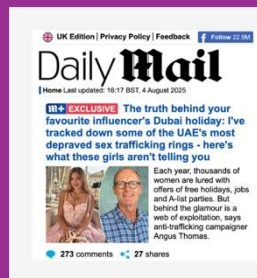 UK Edition | Privacy Policy | Feedback
Follow 22.9M
Daily Mail
Home Last updated: 16:17 BST, 4 August 2025
m+ EXCLUSIVE The truth behind your
favourite influencer's Dubai holiday: I've
tracked down some of the UAE's most
depraved sex trafficking rings - here's
what these girls aren't telling you
Each year, thousands of
women are lured with
offers of free holidays, jobs
and A-list parties. But
behind the glamour is a
web of exploitation, says
anti-trafficking campaigner
Angus Thomas.
273 comments
27 shares